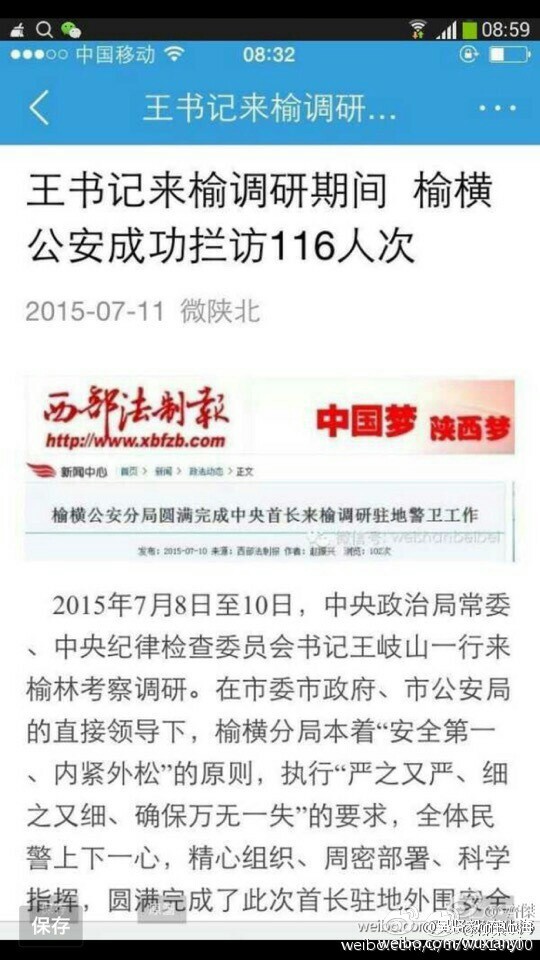 08:59
中国移动
08:32
王书记来榆调研...
王书记来榆调研期间 榆横
公安成功拦访116人次
2015-07-11 微陕北
西部法制报
http://www.xbfzb.com
中国梦 陕西梦
新闻中心 首页> 新闻> 政法动态> 正文
榆横公安分局圆满完成中央首长来榆调研驻地警卫工作
微信号: weishanbeibei
发布:2015-07-10 来源:西部法制报 作者:赵振兴 浏览:102次
2015年7月8日至10日，中央政治局常委
、中央纪律检查委员会书记王岐山一行来
榆林考察调研。在市委市政府、市公安局
的直接领导下，榆横分局本着“安全第一
、内紧外松”的原则，执行“严之又严、细
之又细、确保万无一失”的要求，全体民
警上下一心，精心组织、周密部署、科学
指挥，圆满完成了此次首长驻地外围安全
保存